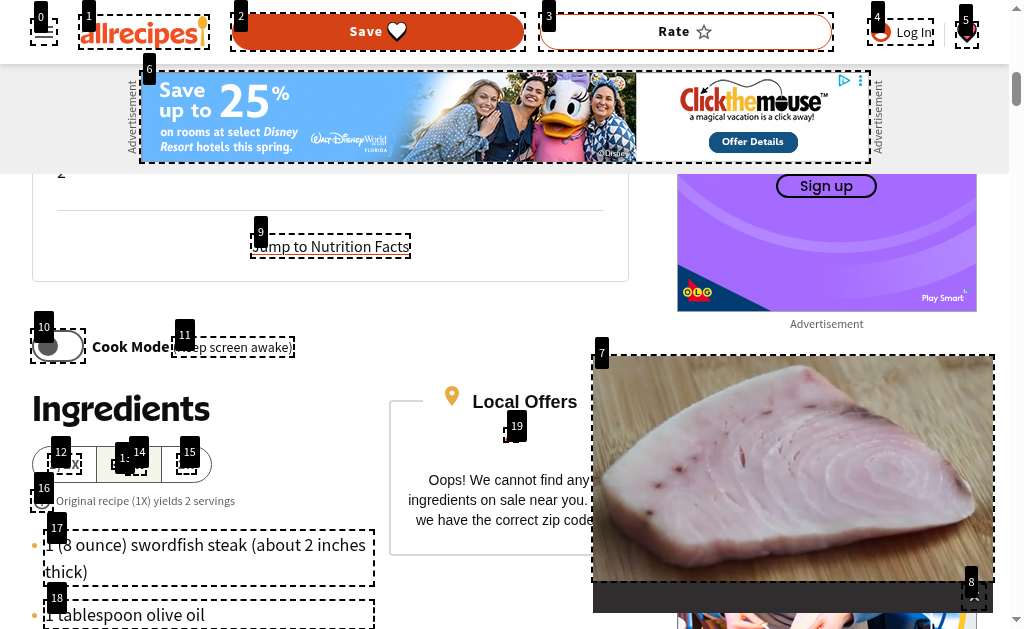 0
1
allrecipes
2
Save
3
Rate
4
Log In
5
6
Advertisement
Save
up to 25%
on rooms at select Disney
Resort hotels this spring.
Walt Disney World
FLORIDA
©Disney
Clickthemouse™
a magical vacation is a click away!
Offer Details
Advertisement
2
Sign up
9
Jump to Nutrition Facts
OLG
Play Smart
Advertisement
10
Cook Mode
11
(Keep screen awake)
7
Ingredients
Local Offers
19
12
X
14
15
16
Original recipe (1X) yields 2 servings
Oops! We cannot find any
ingredients on sale near you.
we have the correct zip code
17
1 (8 ounce) swordfish steak (about 2 inches
thick)
8
18
1 tablespoon olive oil